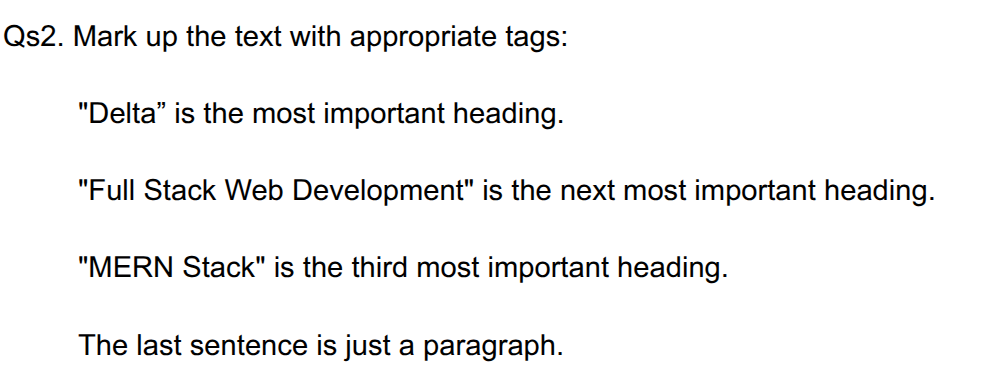 Qs2. Mark up the text with appropriate tags:
"Delta” is the most important heading.
"Full Stack Web Development" is the next most important heading.
"MERN Stack" is the third most important heading.
The last sentence is just a paragraph.